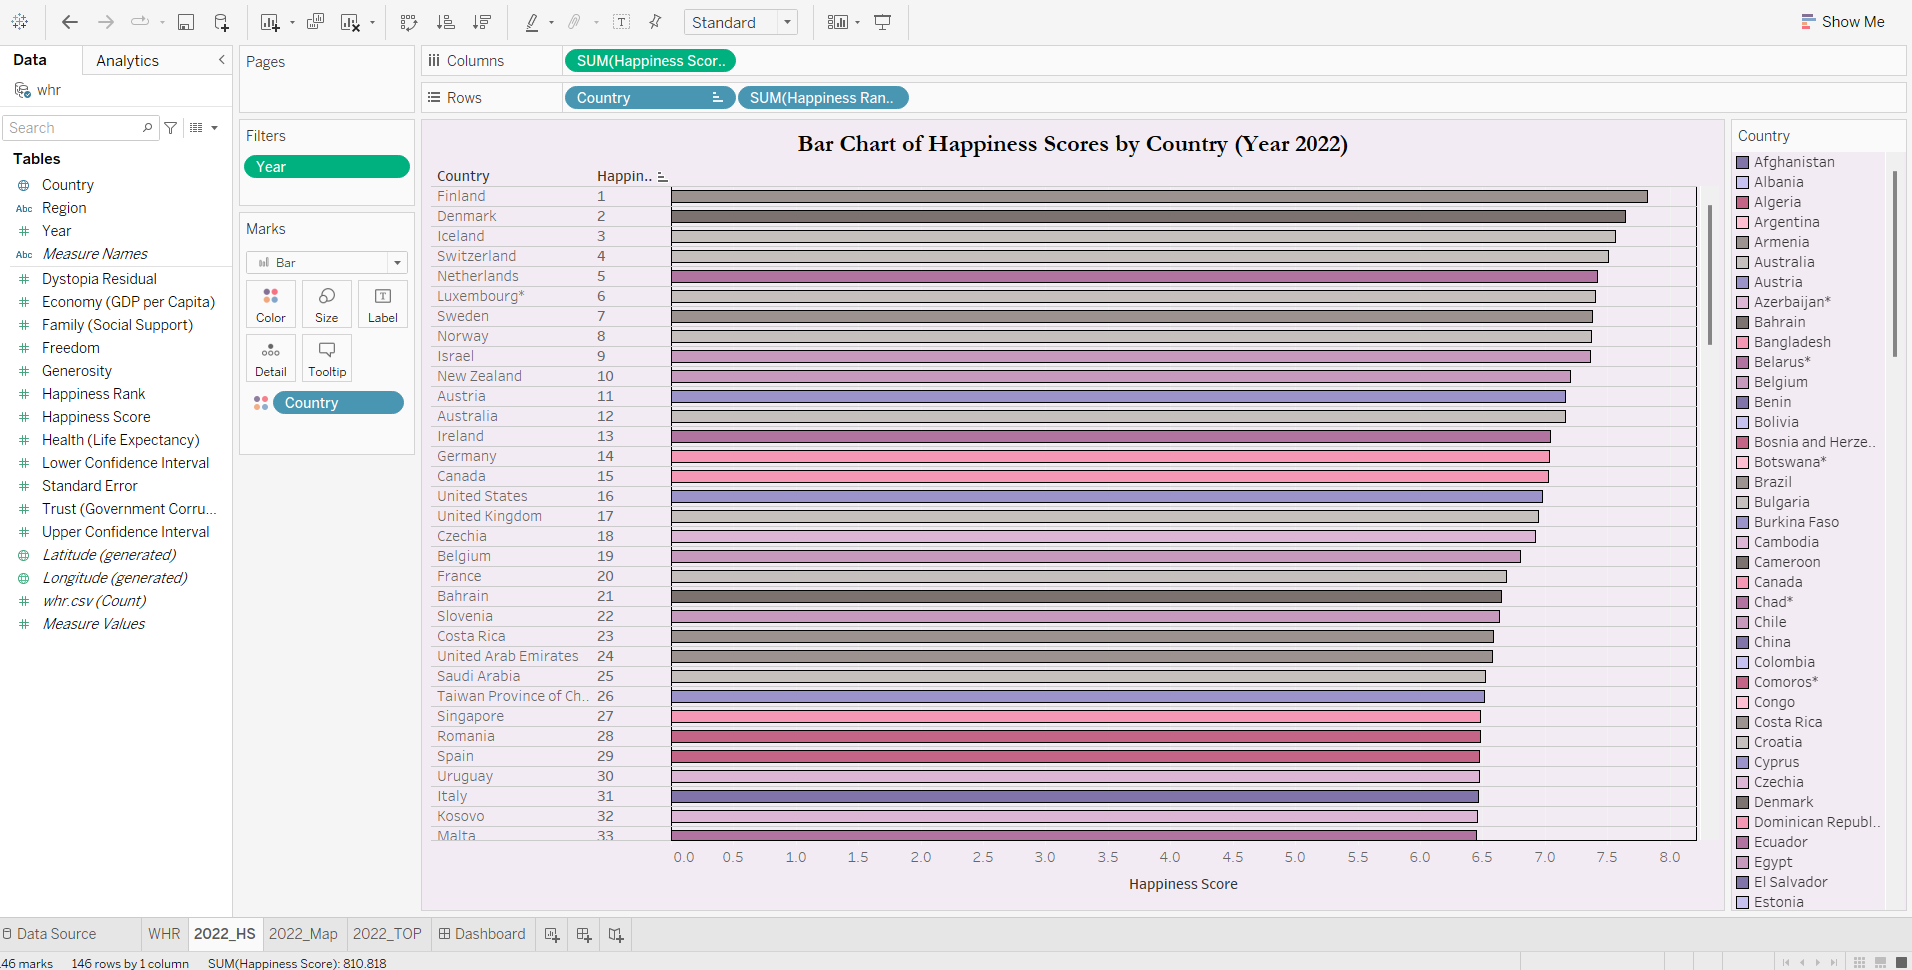 Standard
Show Me
Data
Analytics
Pages
Columns
SUM(Happiness Scor..
whr
Rows
Country
SUM(Happiness Ran..
Search
Filters
Year
Tables
Country
Abc Region
Year
Abc Measure Names
Dystopia Residual
Economy (GDP per Capita)
Family (Social Support)
Freedom
Generosity
Happiness Rank
Happiness Score
Health (Life Expectancy)
Lower Confidence Interval
Standard Error
Trust (Government Corru...
Upper Confidence Interval
Latitude (generated)
Longitude (generated)
whr.csv (Count)
Measure Values
Marks
Bar
Color
Size
Label
Detail
Tooltip
Country
Bar Chart of Happiness Scores by Country (Year 2022)
Country Happin..
Finland 1
Denmark 2
Iceland 3
Switzerland 4
Netherlands 5
Luxembourg* 6
Sweden 7
Norway 8
Israel 9
New Zealand 10
Austria 11
Australia 12
Ireland 13
Germany 14
Canada 15
United States 16
United Kingdom 17
Czechia 18
Belgium 19
France 20
Bahrain 21
Slovenia 22
Costa Rica 23
United Arab Emirates 24
Saudi Arabia 25
Taiwan Province of Ch.. 26
Singapore 27
Romania 28
Spain 29
Uruguay 30
Italy 31
Kosovo 32
Malta 33
0.0 0.5 1.0 1.5 2.0 2.5 3.0 3.5 4.0 4.5 5.0 5.5 6.0 6.5 7.0 7.5 8.0
Happiness Score
Country
Afghanistan
Albania
Algeria
Argentina
Armenia
Australia
Austria
Azerbaijan*
Bahrain
Bangladesh
Belarus*
Belgium
Benin
Bolivia
Bosnia and Herze..
Botswana*
Brazil
Bulgaria
Burkina Faso
Cambodia
Cameroon
Canada
Chad*
Chile
China
Colombia
Comoros*
Congo
Costa Rica
Croatia
Cyprus
Czechia
Denmark
Dominican Republ..
Ecuador
Egypt
El Salvador
Estonia
Data Source
WHR
2022_HS
2022_Map
2022_TOP
Dashboard
46 marks 146 rows by 1 column SUM(Happiness Score): 810.818